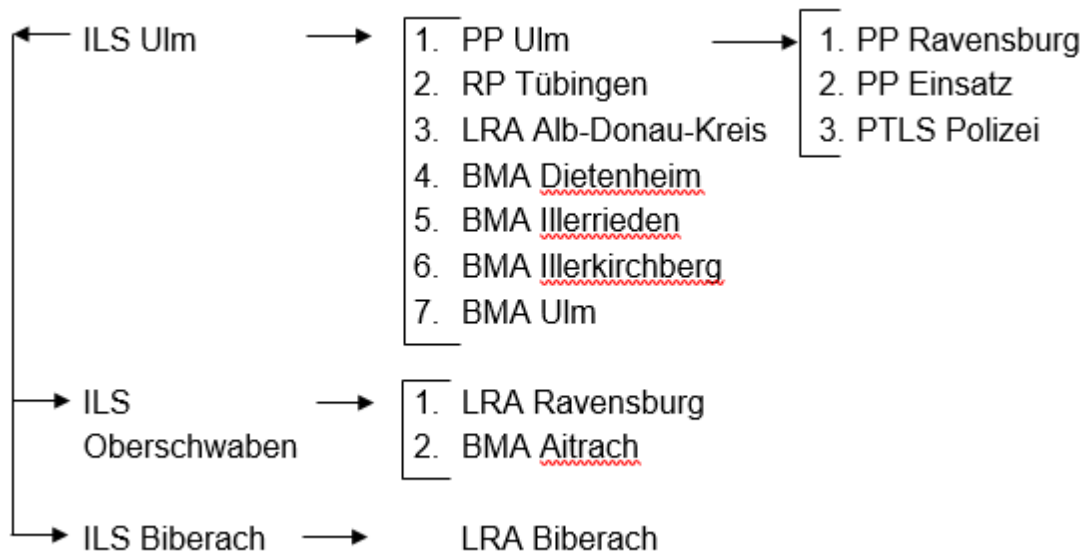 ILS Ulm
1. PP Ulm
2. RP Tübingen
3. LRA Alb-Donau-Kreis
4. BMA Dietenheim
5. BMA Illerrieden
6. BMA Illerkirchberg
7. BMA Ulm
1. PP Ravensburg
2. PP Einsatz
3. PTLS Polizei
ILS
Oberschwaben
1. LRA Ravensburg
2. BMA Aitrach
ILS Biberach
LRA Biberach